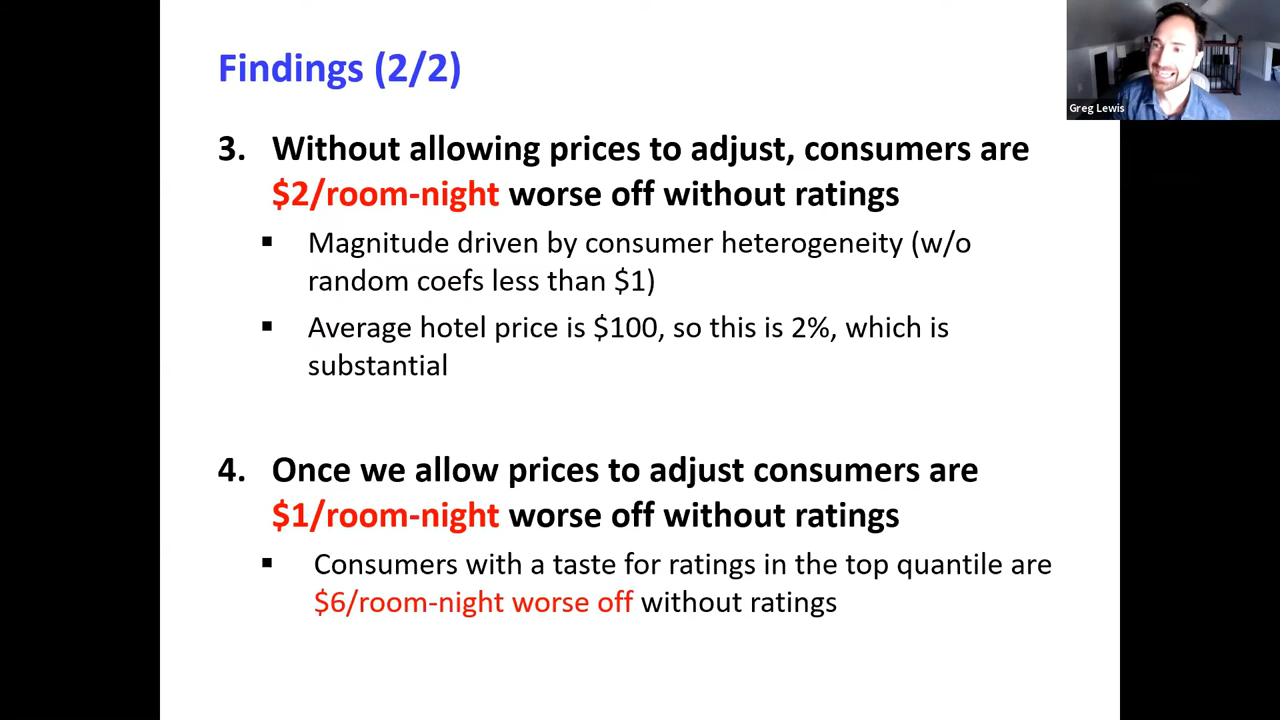 Findings (2/2)
Greg Lewis
3. Without allowing prices to adjust, consumers are
$2/room-night worse off without ratings
▪ Magnitude driven by consumer heterogeneity (w/o
random coefs less than $1)
▪ Average hotel price is $100, so this is 2%, which is
substantial
4. Once we allow prices to adjust consumers are
$1/room-night worse off without ratings
▪ Consumers with a taste for ratings in the top quantile are
$6/room-night worse off without ratings